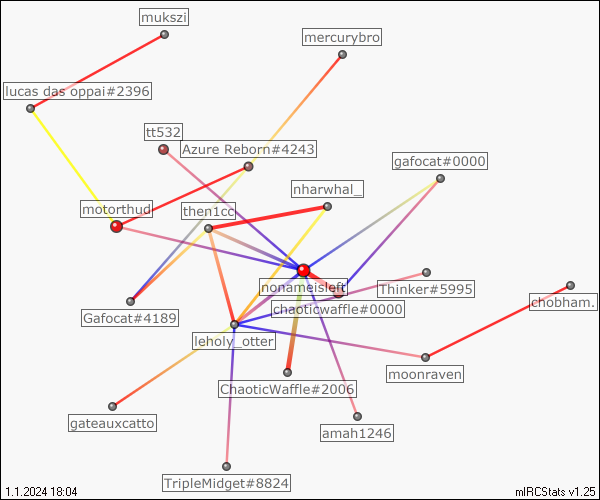 mukszi
mercurybro
lucas das oppai#2396
tt532
Azure Reborn#4243
gafocat#0000
nharwhal_
motorthud_
then1cc
nonameisleft
Thinker#5995
chobham.
chaoticwaffle#0000
Gafocat#4189
leholy_otter
moonraven
ChaoticWaffle#2006
gateauxcatto
amah1246
TripleMidget#8824
1.1.2024 18:04
mIRCStats v1.25